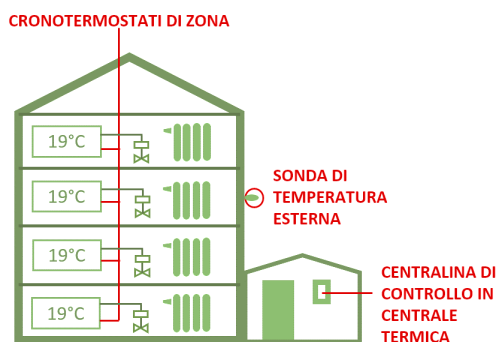 CRONOTERMOSTATI DI ZONA
19°C
19°C
19°C
19°C
SONDA DI
TEMPERATURA
ESTERNA
CENTRALINA DI
CONTROLLO IN
CENTRALE
TERMICA